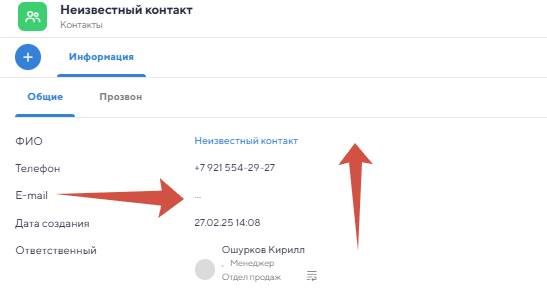 Неизвестный контакт
Контакты
Информация
Общие Прозвон
ФИО Неизвестный контакт
Телефон +7 921 554-29-27
E-mail ...
Дата создания 27.02.25 14:08
Ответственный Ошурков Кирилл
Менеджер
Отдел продаж